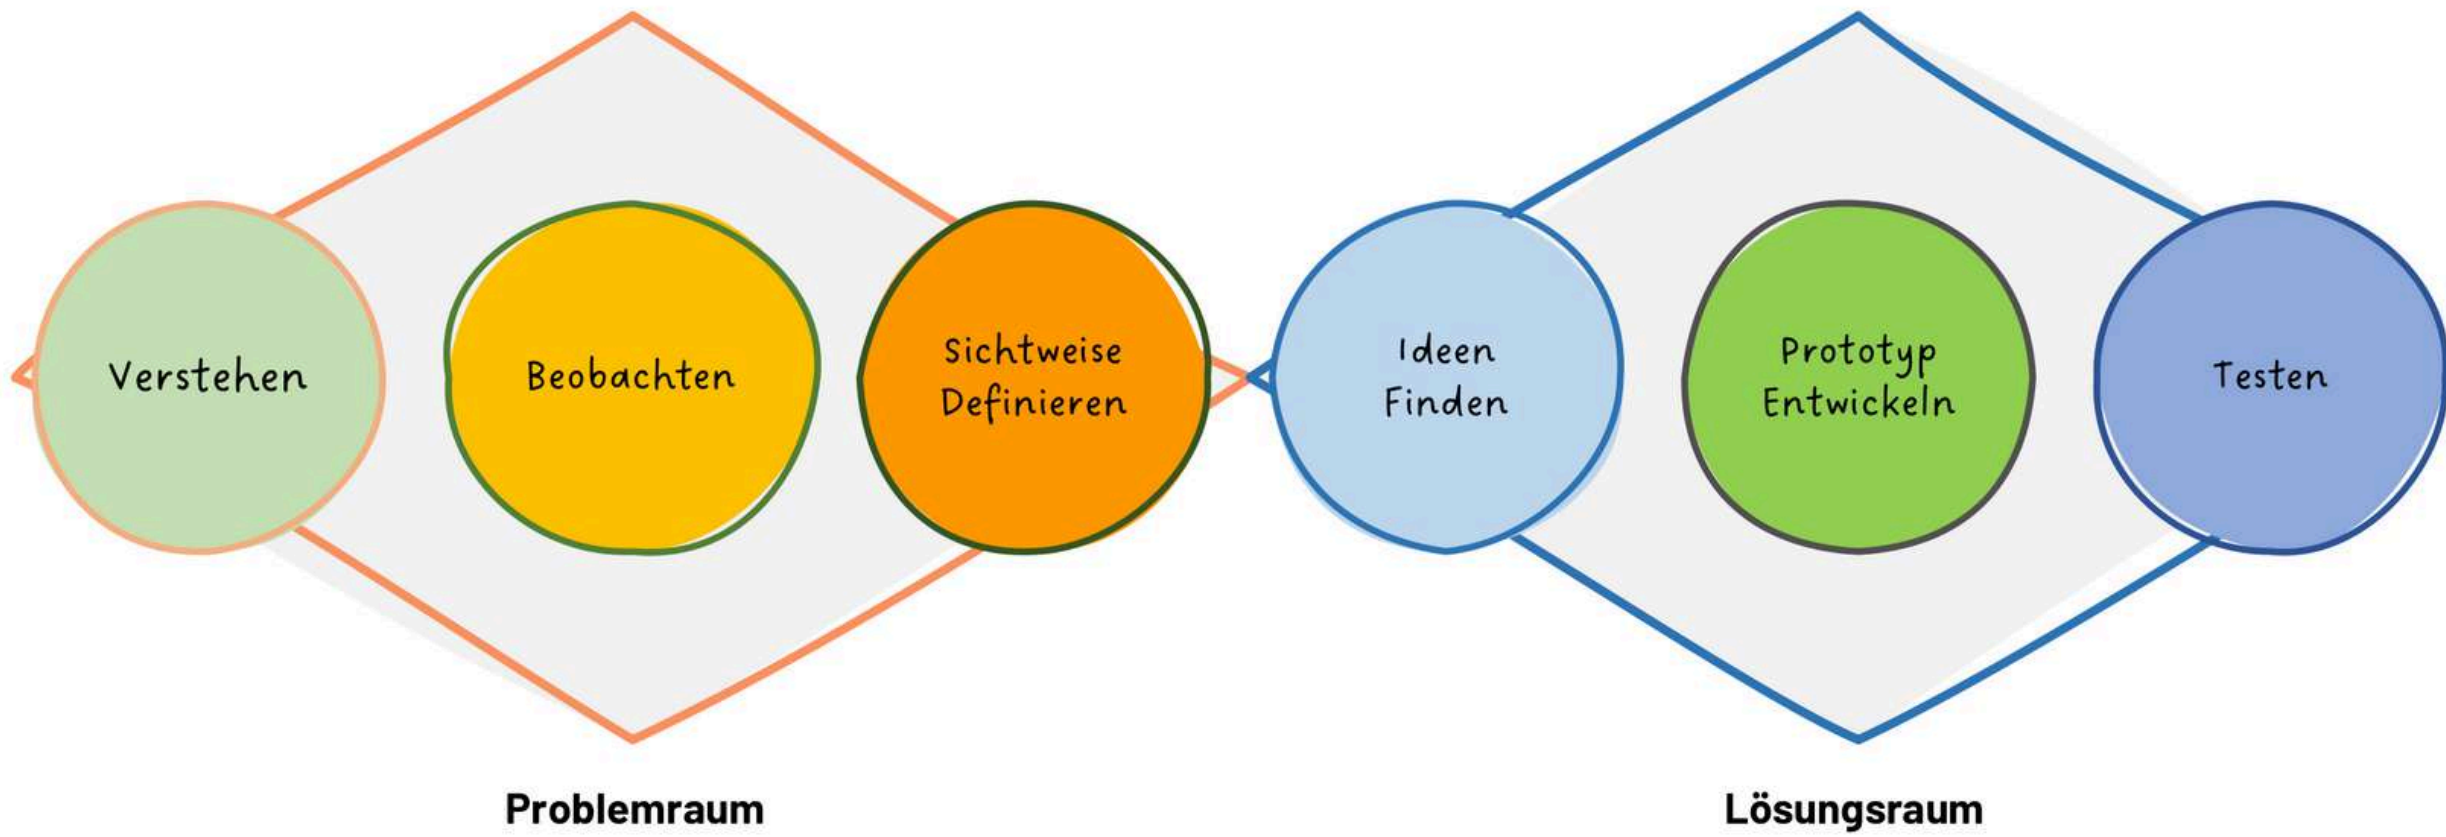 Verstehen
Beobachten
Sichtweise
Definieren
Ideen
Finden
Prototyp
Entwickeln
Testen
Problemraum
Lösungsraum